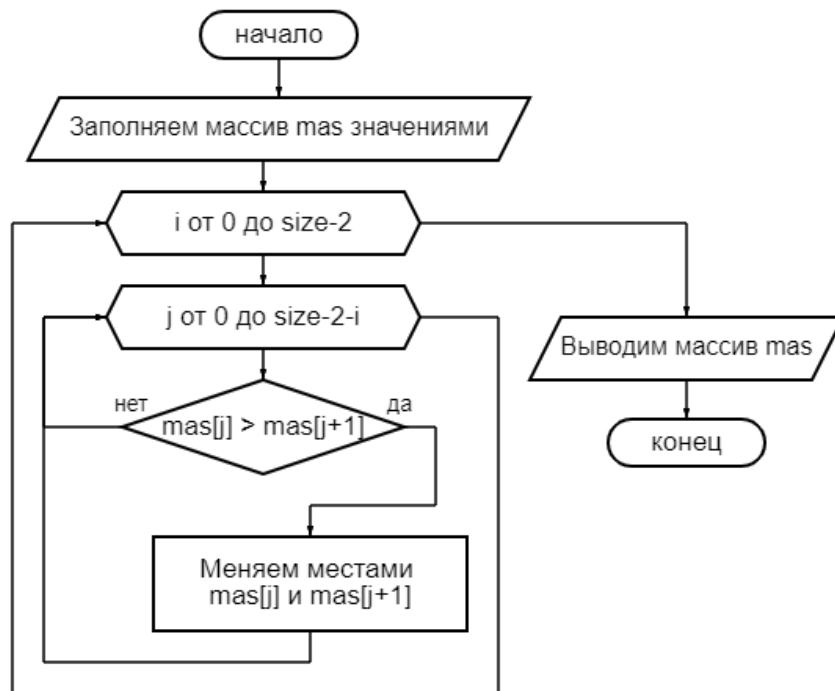 начало
Заполняем массив mas значениями
i от 0 до size-2
j от 0 до size-2-i
нет
да
mas[j] > mas[j+1]
Меняем местами
mas[j] и mas[j+1]
Выводим массив mas
конец